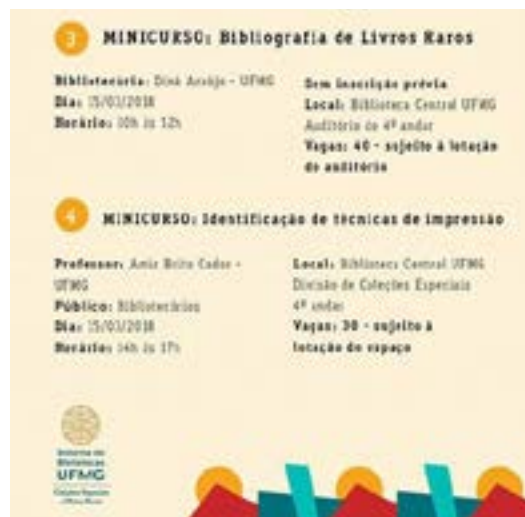 3 MINICURSO: Bibliografia de Livros Raros
Bibliotecária: Diná Araújo - UFMG
Dia: 15/03/2018
Horário: 10h às 12h
Sem inscrição prévia
Local: Biblioteca Central UFMG
Auditório do 4º andar
Vagas: 40 - sujeito à lotação
do auditório
4 MINICURSO: Identificação de técnicas de impressão
Professor: Amir Brito Cador -
UFMG
Público: Bibliotecários
Dia: 15/03/2018
Horário: 14h às 17h
Local: Biblioteca Central UFMG
Divisão de Coleções Especiais
4º andar
Vagas: 30 - sujeito à
lotação do espaço
Sistema de
Bibliotecas
UFMG